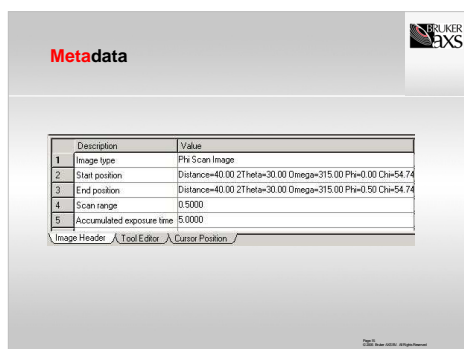 BRUKER
axs
Metadata
Description Value
1 Image type Phi Scan Image
2 Start position Distance=40.00 2Theta=30.00 Omega=315.00 Phi=0.00 Chi=54.74
3 End position Distance=40.00 2Theta=30.00 Omega=315.00 Phi=0.50 Chi=54.74
4 Scan range 0.5000
5 Accumulated exposure time 5.0000
Image Header Tool Editor Cursor Position
All Rights Reserved